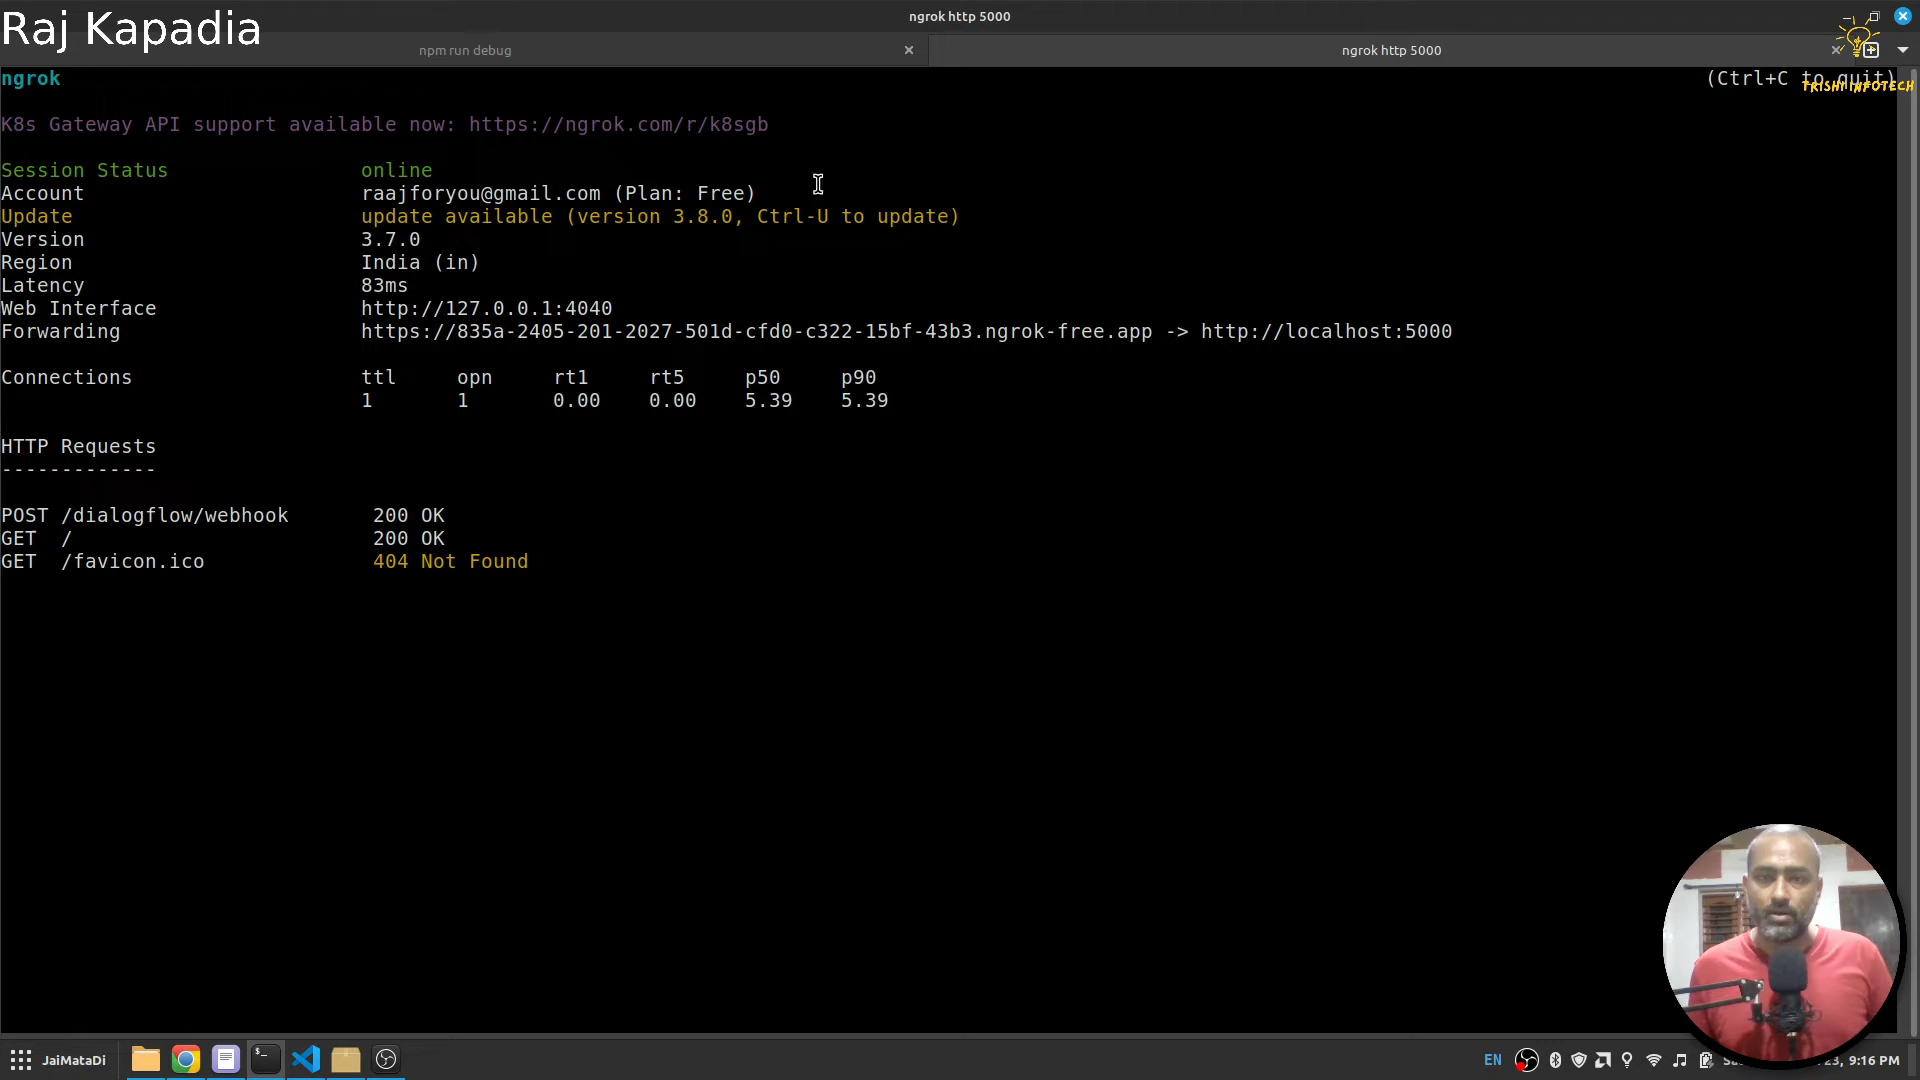 Raj Kapadia
ngrok http 5000
npm run debug
ngrok http 5000
ngrok (Ctrl+C to quit)
TRISHI INFOTECH
K8s Gateway API support available now: https://ngrok.com/r/k8sgb
Session Status online
Account raajforyou@gmail.com (Plan: Free)
Update update available (version 3.8.0, Ctrl-U to update)
Version 3.7.0
Region India (in)
Latency 83ms
Web Interface http://127.0.0.1:4040
Forwarding https://835a-2405-201-2027-501d-cfd0-c322-15bf-43b3.ngrok-free.app -> http://localhost:5000
Connections ttl opn rt1 rt5 p50 p90
1 1 0.00 0.00 5.39 5.39
HTTP Requests
-------------
POST /dialogflow/webhook 200 OK
GET / 200 OK
GET /favicon.ico 404 Not Found
JaiMataDi
EN
23, 9:16 PM